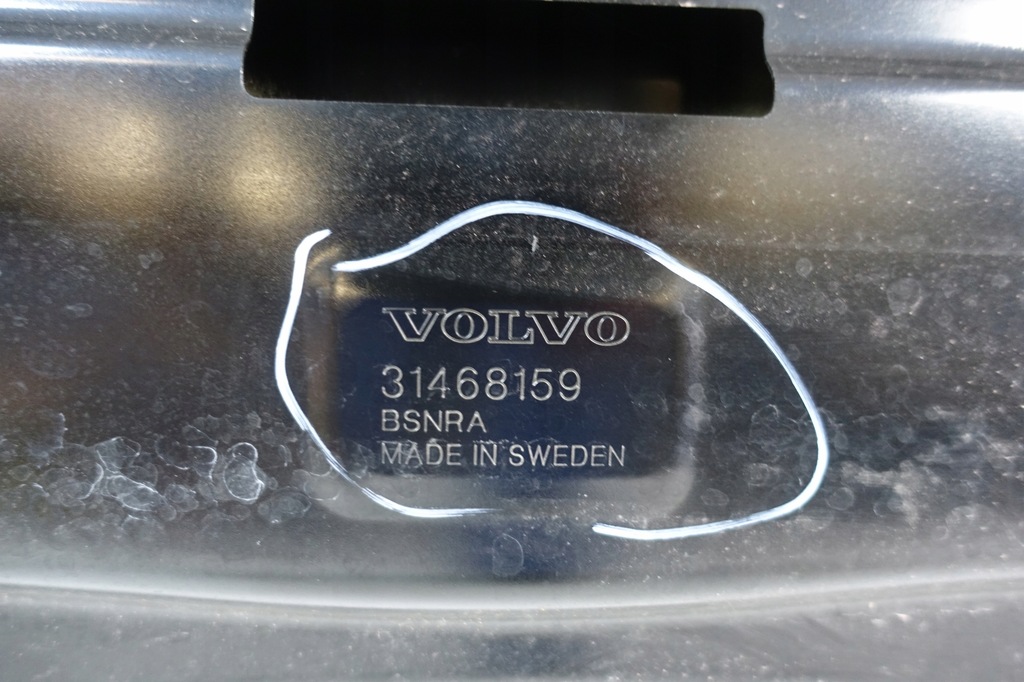 VOLVO
31468159
BSNRA
MADE IN SWEDEN